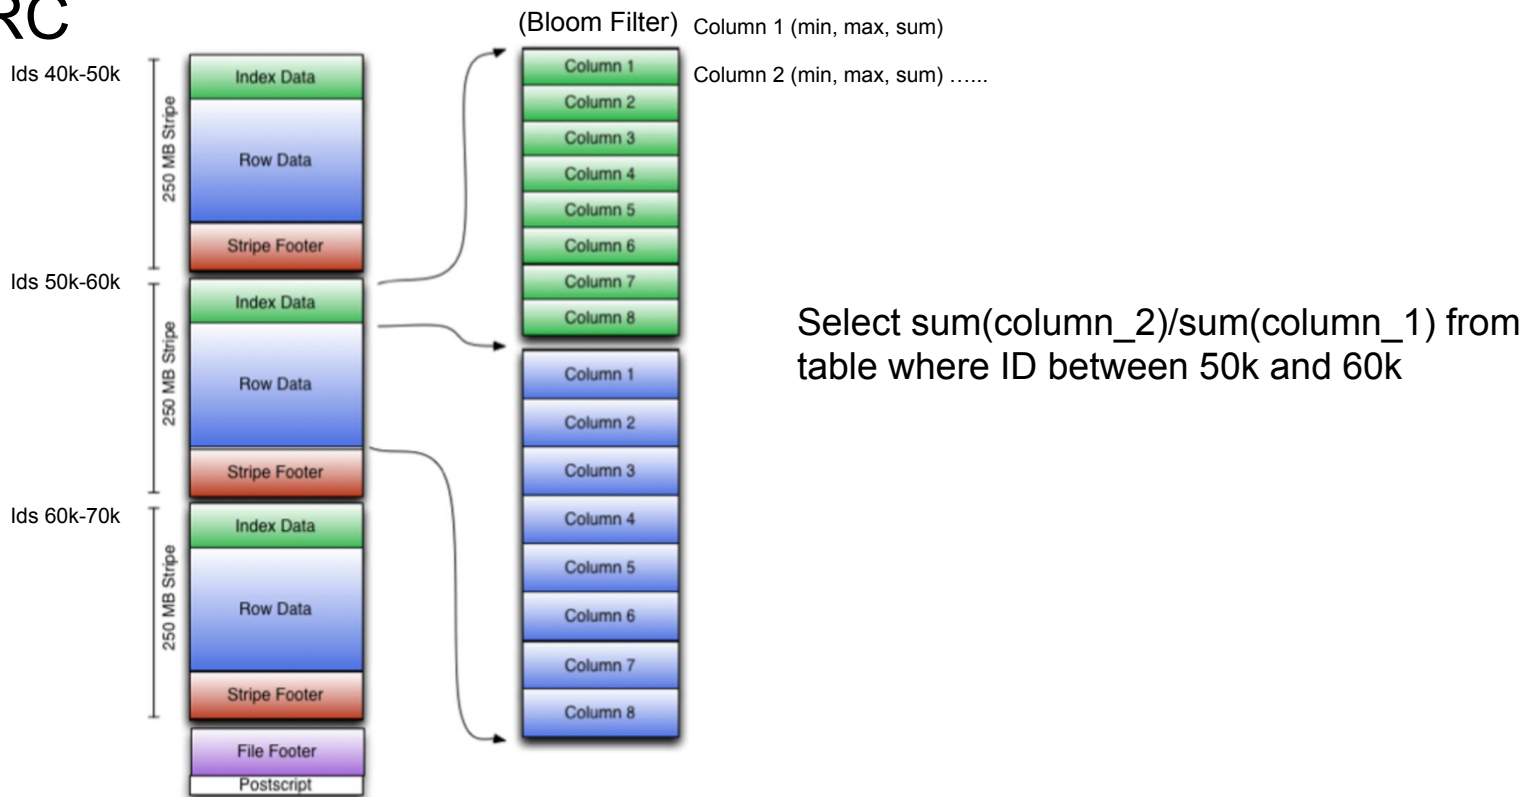 RC
Ids 40k-50k
250 MB Stripe
Index Data
Row Data
Stripe Footer
Ids 50k-60k
250 MB Stripe
Index Data
Row Data
Stripe Footer
Ids 60k-70k
250 MB Stripe
Index Data
Row Data
Stripe Footer
File Footer
Postscript
(Bloom Filter)
Column 1 (min, max, sum)
Column 2 (min, max, sum) …...
Column 1
Column 2
Column 3
Column 4
Column 5
Column 6
Column 7
Column 8
Column 1
Column 2
Column 3
Column 4
Column 5
Column 6
Column 7
Column 8
Select sum(column_2)/sum(column_1) from
table where ID between 50k and 60k